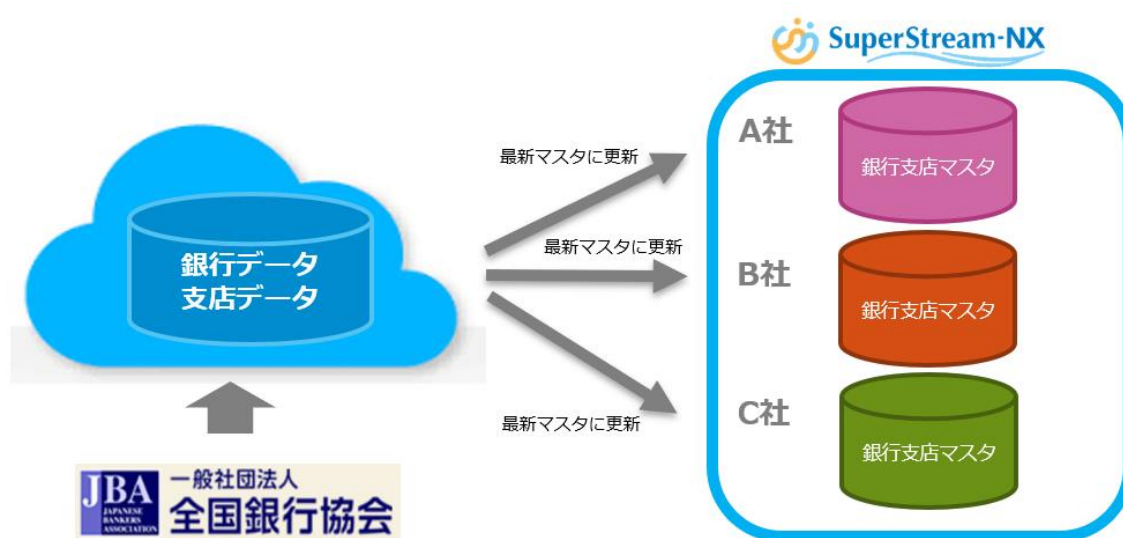 SuperStream-NX
A社
銀行支店マスタ
B社
銀行支店マスタ
C社
銀行支店マスタ
最新マスタに更新
最新マスタに更新
最新マスタに更新
銀行データ
支店データ
JBA
JAPANESE
BANKERS
ASSOCIATION
一般社団法人
全国銀行協会